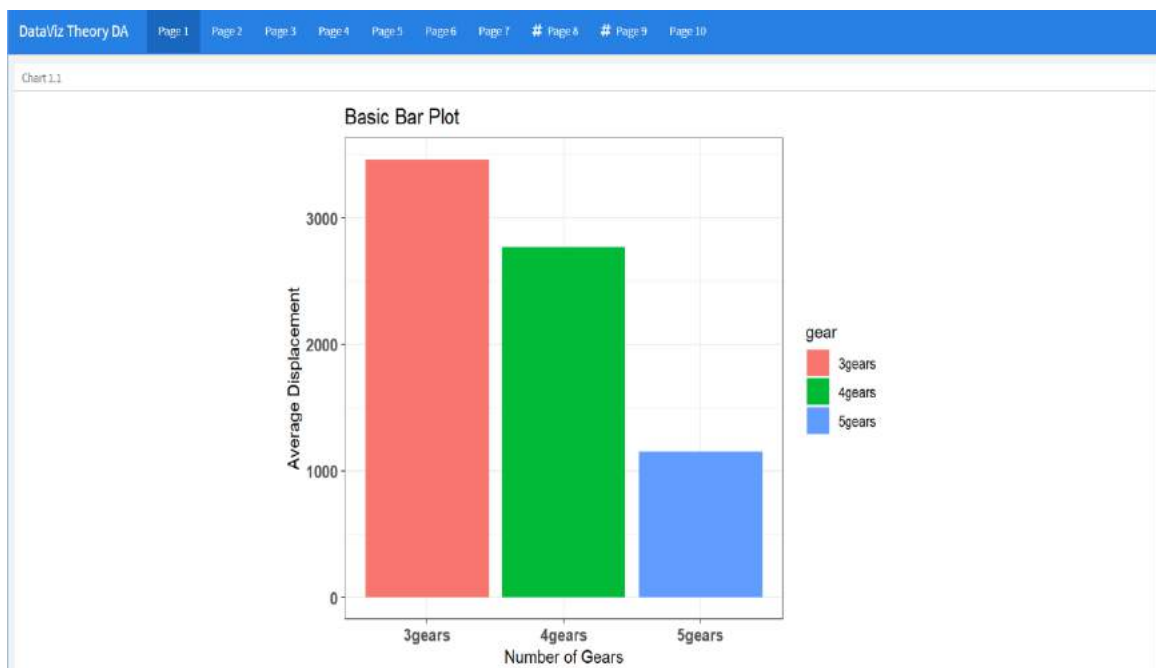 DataViz Theory DA Page 1 Page 2 Page 3 Page 4 Page 5 Page 6 Page 7 # Page 8 # Page 9 Page 10
Chart 1.1
Basic Bar Plot
3000
2000
1000
0
Average Displacement
3gears 4gears 5gears
Number of Gears
gear
3gears
4gears
5gears